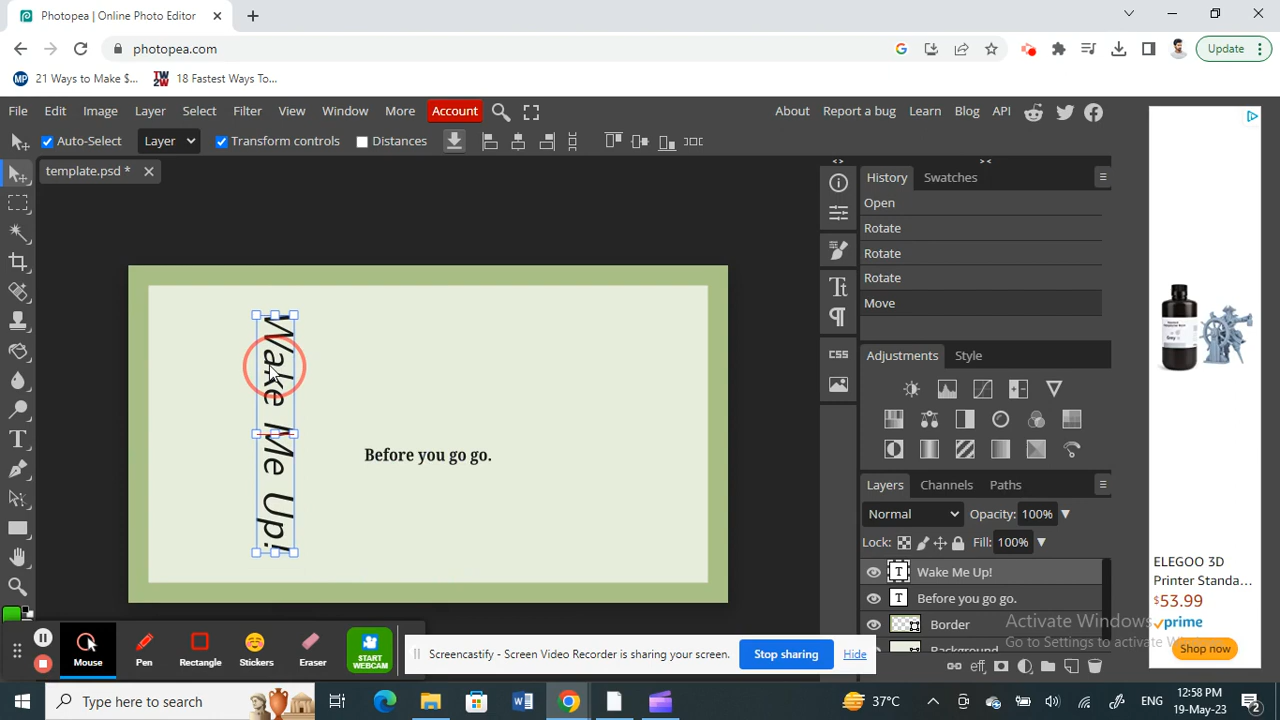 Photopea | Online Photo Editor
photopea.com
Update
21 Ways to Make $...
18 Fastest Ways To...
File Edit Image Layer Select Filter View Window More Account
About Report a bug Learn Blog API
Auto-Select Layer Transform controls Distances
template.psd *
History Swatches
Open
Rotate
Rotate
Rotate
Move
Wake Me Up!
Before you go go.
CSS
Adjustments Style
Layers Channels Paths
Normal Opacity: 100%
Lock: Fill: 100%
Wake Me Up!
Before you go go.
Border
Background
Activate Windows
Go to Settings to activate
ELEGOO 3D
Printer Standa...
$53.99
prime
Shop now
Mouse Pen Rectangle Stickers Eraser
START
WEBCAM
Screencastify - Screen Video Recorder is sharing your screen. Stop sharing Hide
Type here to search
37°C
ENG
12:58 PM
19-May-23
2